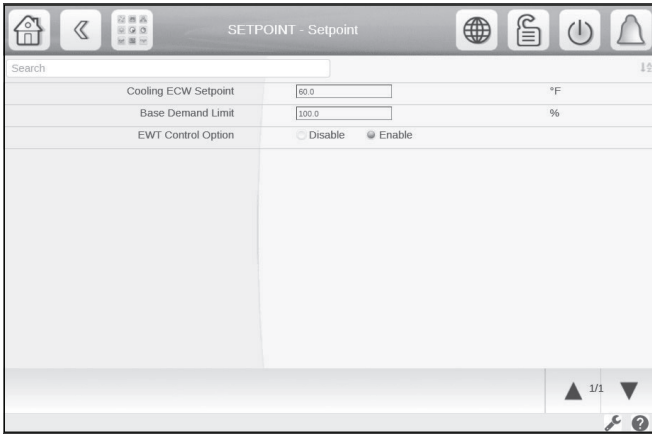 SETPOINT - Setpoint
Search
Cooling ECW Setpoint 60.0 °F
Base Demand Limit 100.0 %
EWT Control Option Disable Enable
1/1
?